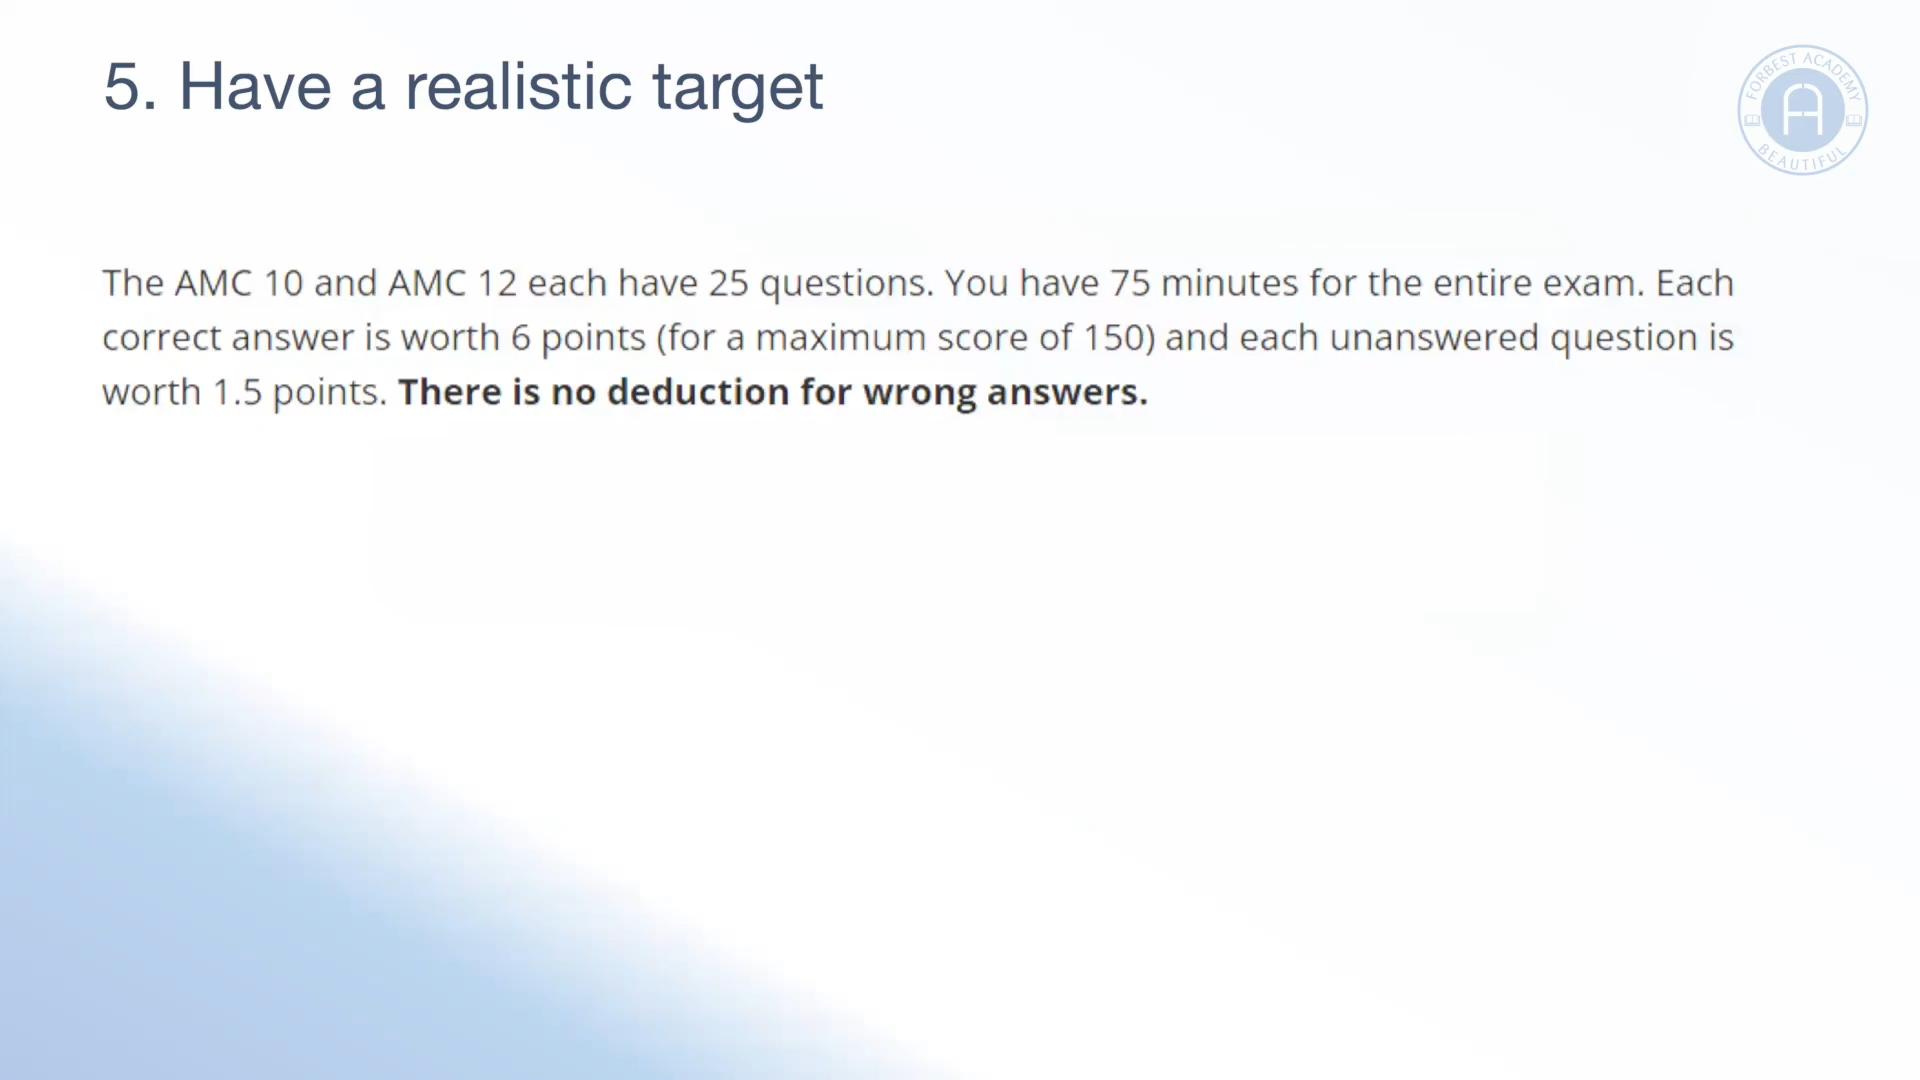 5. Have a realistic target
FORBEST ACADEMY
BEAUTIFUL
The AMC 10 and AMC 12 each have 25 questions. You have 75 minutes for the entire exam. Each
correct answer is worth 6 points (for a maximum score of 150) and each unanswered question is
worth 1.5 points. There is no deduction for wrong answers.